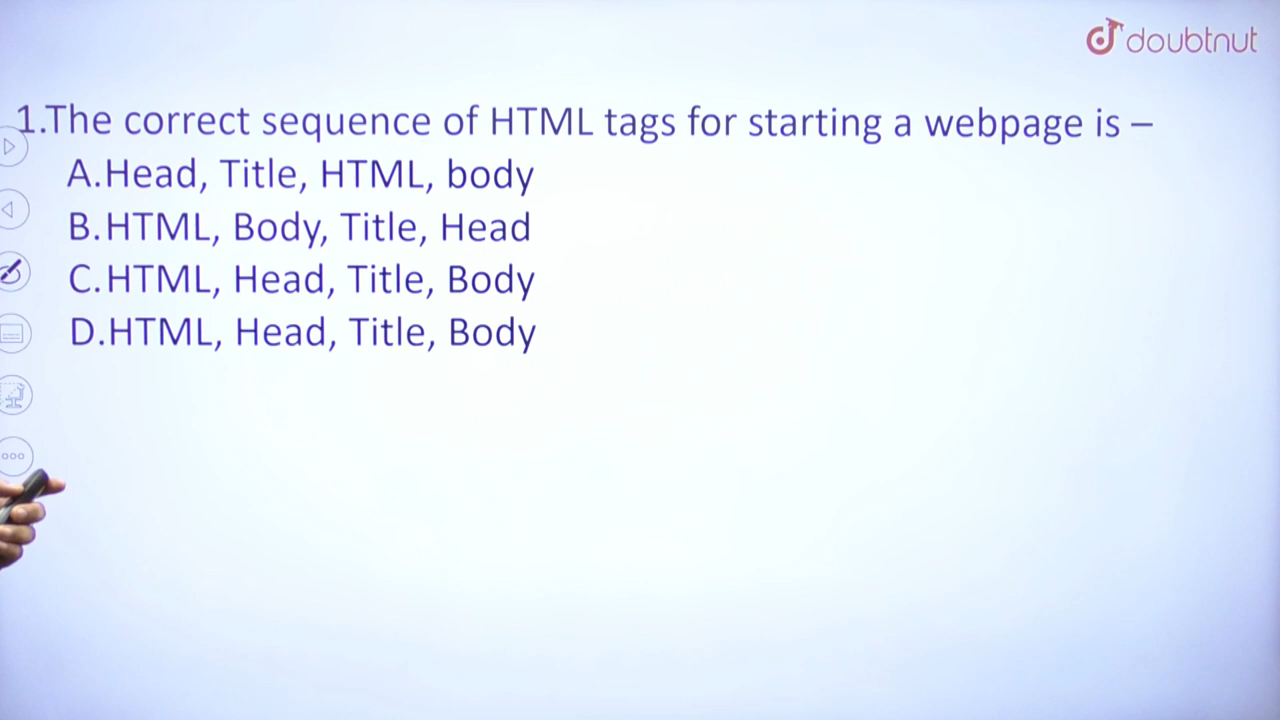 doubtnut
1.The correct sequence of HTML tags for starting a webpage is –
A.Head, Title, HTML, body
B.HTML, Body, Title, Head
C.HTML, Head, Title, Body
D.HTML, Head, Title, Body